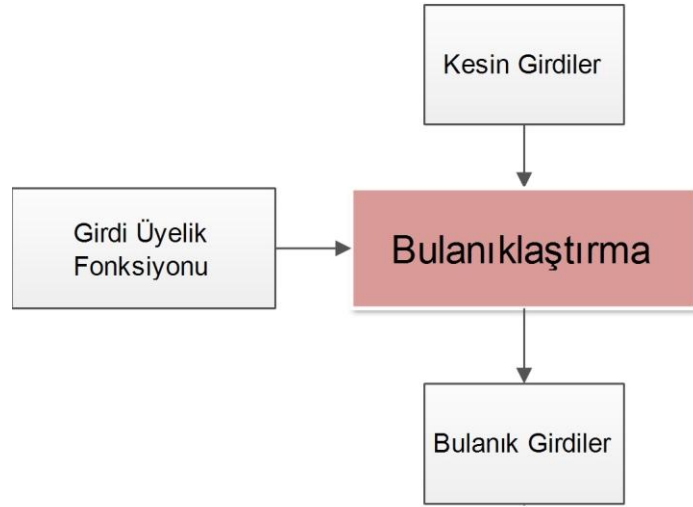 Kesin Girdiler
Girdi Üyelik
Fonksiyonu
Bulanıklaştırma
Bulanık Girdiler